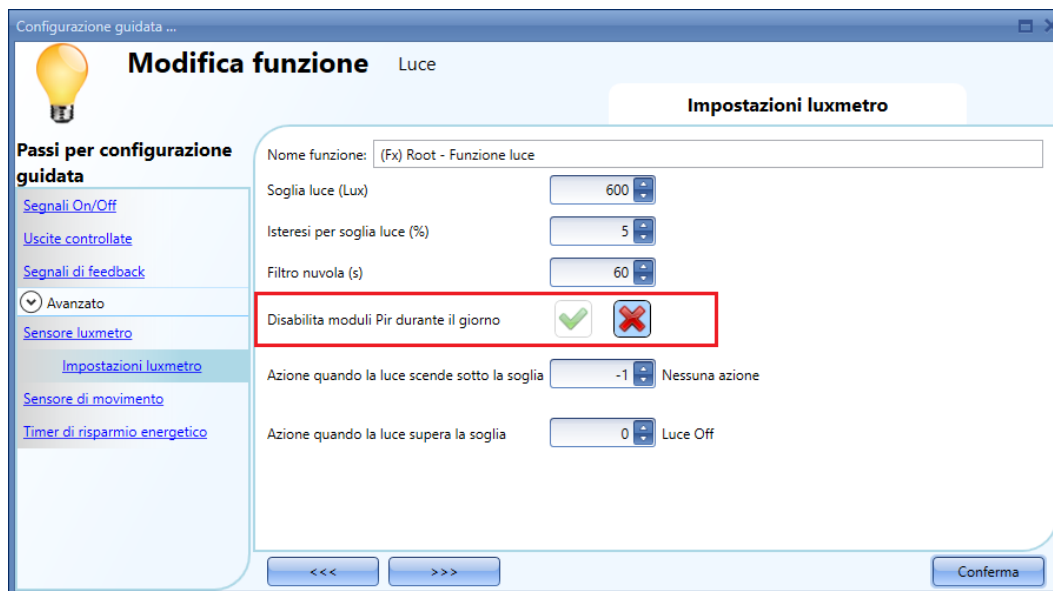 Configurazione guidata ...
Modifica funzione Luce
Impostazioni luxmetro
Passi per configurazione
guidata
Segnali On/Off
Uscite controllate
Segnali di feedback
Avanzato
Sensore luxmetro
Impostazioni luxmetro
Sensore di movimento
Timer di risparmio energetico
Nome funzione: (Fx) Root - Funzione luce
Soglia luce (Lux) 600
Isteresi per soglia luce (%) 5
Filtro nuvola (s) 60
Disabilita moduli Pir durante il giorno
Azione quando la luce scende sotto la soglia -1 Nessuna azione
Azione quando la luce supera la soglia 0 Luce Off
<<< >>> Conferma